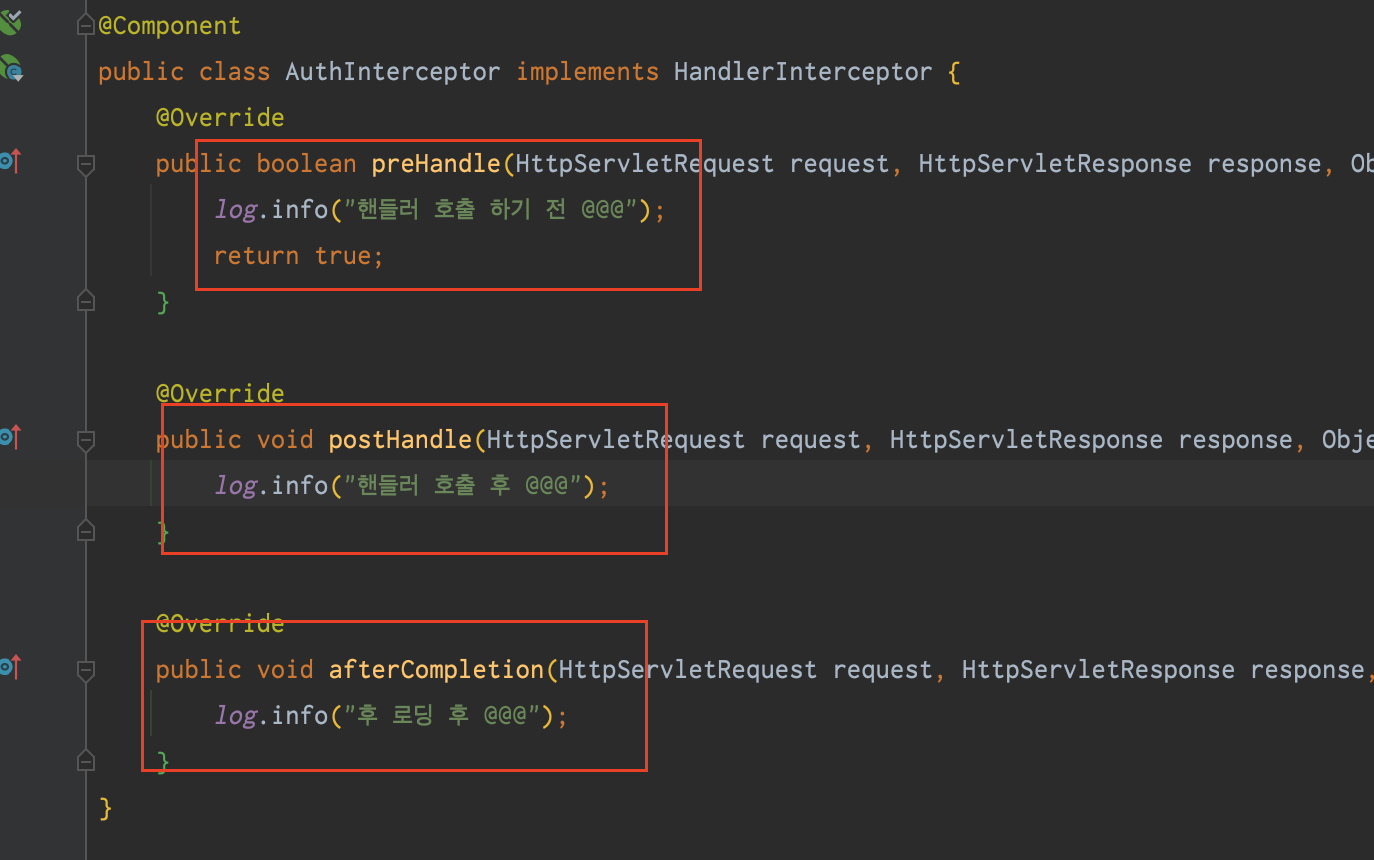 @Component
public class AuthInterceptor implements HandlerInterceptor {
@Override
public boolean preHandle(HttpServletRequest request, HttpServletResponse response, Ob
log.info("핸들러 호출 하기 전 @@@");
return true;
}
@Override
public void postHandle(HttpServletRequest request, HttpServletResponse response, Obje
log.info("핸들러 호출 후 @@@");
}
@Override
public void afterCompletion(HttpServletRequest request, HttpServletResponse response,
log.info("후 로딩 후 @@@");
}
}